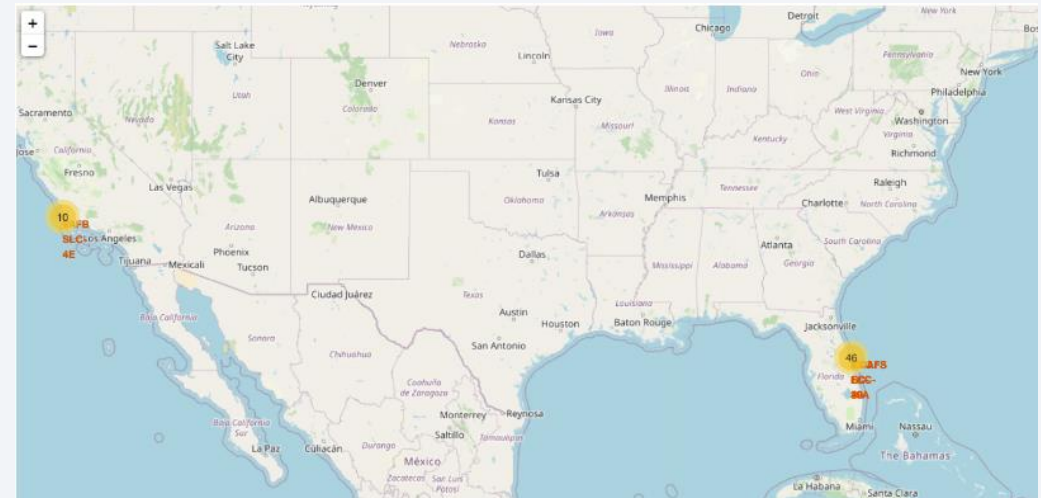 +
−
Salt Lake
City
Nebraska
Iowa
Chicago
Detroit
New York
Lincoln
Denver
Utah
Colorado
Kansas City
Illinois
Indiana
Ohio
Pennsylvania
New York
Philadelphia
Sacramento
Nevada
Kansas
Missouri
West Virginia
Washington
Virginia
Kentucky
Richmond
Jose
California
Fresno
Las Vegas
Tulsa
Raleigh
Albuquerque
Oklahoma
Memphis
Tennessee
Charlotte
North Carolina
10
Arizona
New Mexico
Arkansas
SLC-
4E
Los Angeles
South Carolina
Atlanta
Phoenix
Tijuana
Mexicali
Tucson
Dallas
Mississippi
Alabama
Georgia
Ciudad Juárez
Texas
Louisiana
Baja California
Austin
Houston
Baton Rouge
Jacksonville
Sonora
Chihuahua
San Antonio
46
Florida
Coahuila
de Zaragoza
Monterrey
Reynosa
Miami
Nassau
Baja California
Sur
Saltillo
Tamaulipas
La Paz
Culiacán
Durango
México
The Bahamas
Zacatecas
San Luis
Potosí
La Habana
Santa Clara